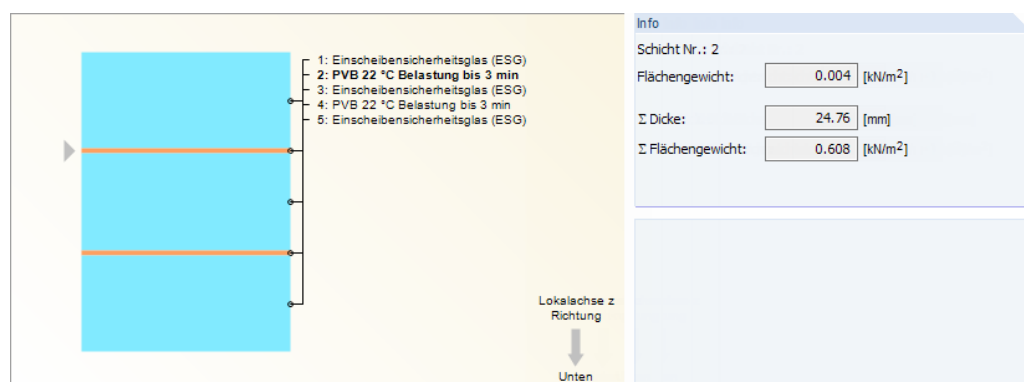 1: Einscheibensicherheitsglas (ESG)
2: PVB 22 °C Belastung bis 3 min
3: Einscheibensicherheitsglas (ESG)
4: PVB 22 °C Belastung bis 3 min
5: Einscheibensicherheitsglas (ESG)
Lokalachse z
Richtung
Unten
Info
Schicht Nr.: 2
Flächengewicht: 0.004 [kN/m²]
Σ Dicke: 24.76 [mm]
Σ Flächengewicht: 0.608 [kN/m²]